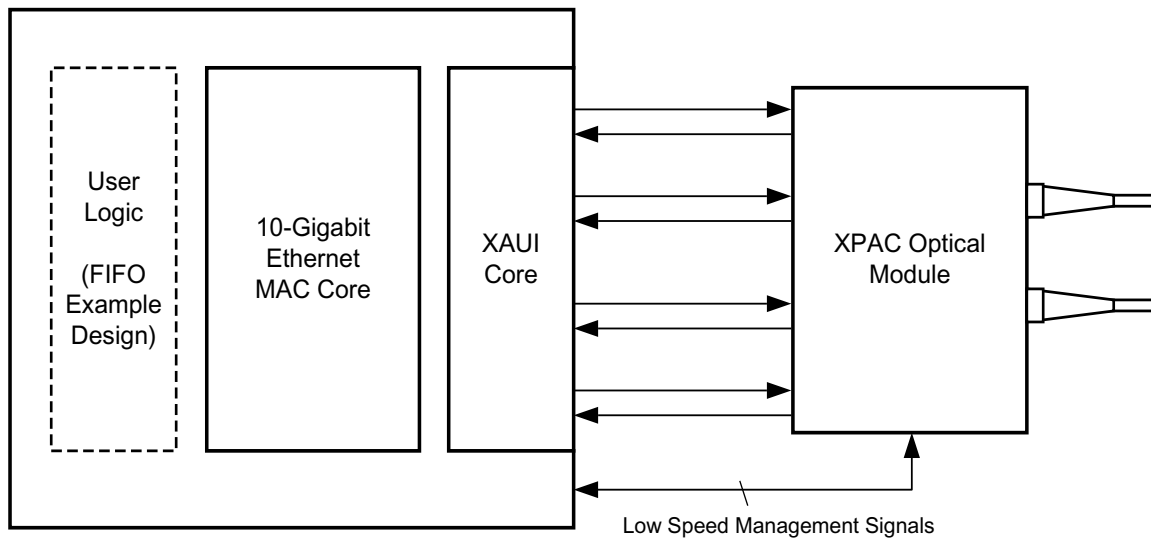 User
Logic
(FIFO
Example
Design)
10-Gigabit
Ethernet
MAC Core
XAUI
Core
XPAC Optical
Module
Low Speed Management Signals